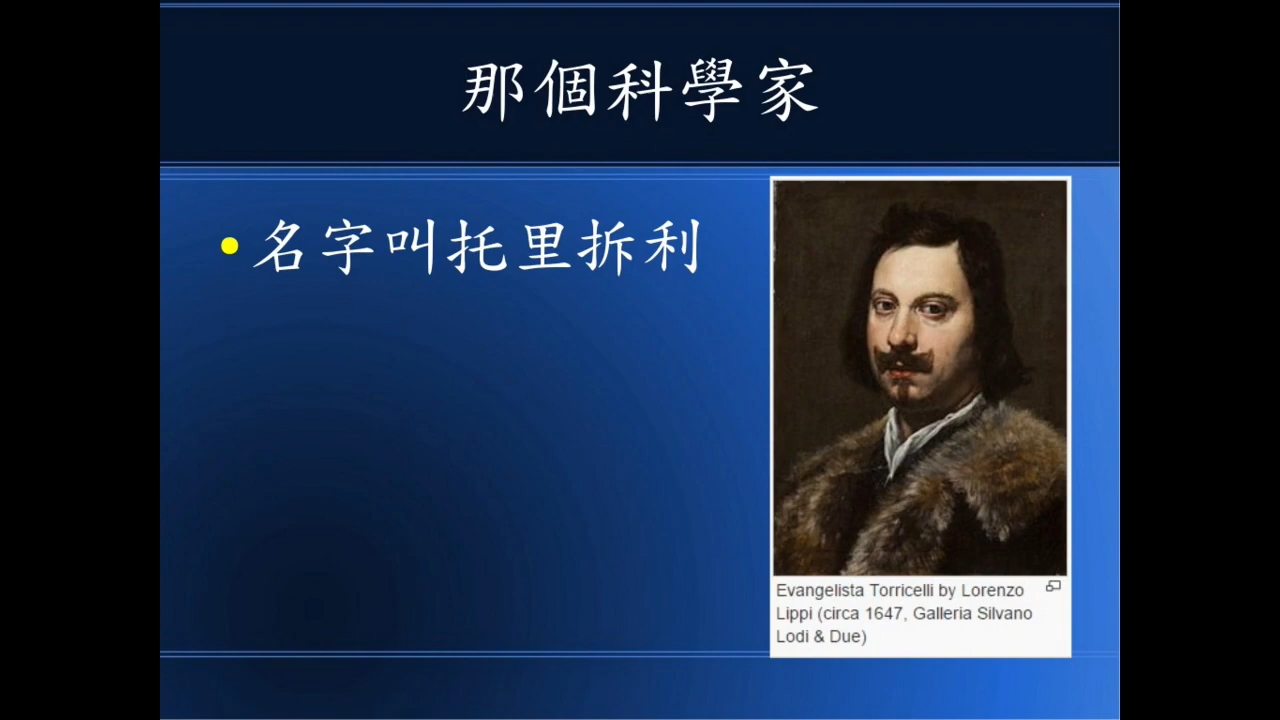 那個科學家
名字叫托里拆利
Evangelista Torricelli by Lorenzo
Lippi (circa 1647, Galleria Silvano
Lodi & Due)